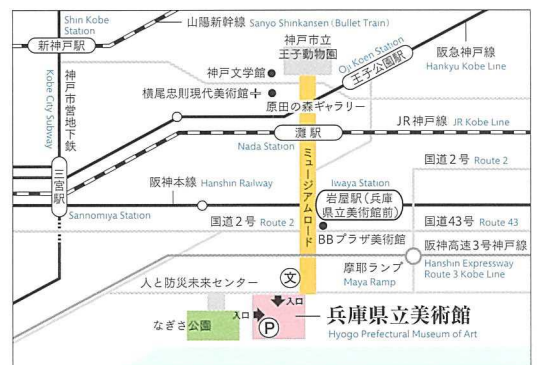 Shin Kobe
Station
山陽新幹線 Sanyo Shinkansen (Bullet Train)
新神戸駅
神戸市立
王子動物園
Oji Koen Station
王子公園駅
阪急神戸線
Hankyu Kobe Line
神戸文学館
横尾忠則現代美術館
原田の森ギャラリー
神戸市営地下鉄
Kobe City Subway
灘駅
Nada Station
JR神戸線 JR Kobe Line
ミュージアムロード
国道2号 Route 2
三宮駅
Sannomiya Station
阪神本線 Hanshin Railway
Iwaya Station
岩屋駅(兵庫
県立美術館前)
国道2号 Route 2
国道43号 Route 43
BBプラザ美術館
阪神高速3号神戸線
Hanshin Expressway
Route 3 Kobe Line
摩耶ランプ
Maya Ramp
人と防災未来センター
文
入口
入口
P
なぎさ公園
兵庫県立美術館
Hyogo Prefectural Museum of Art